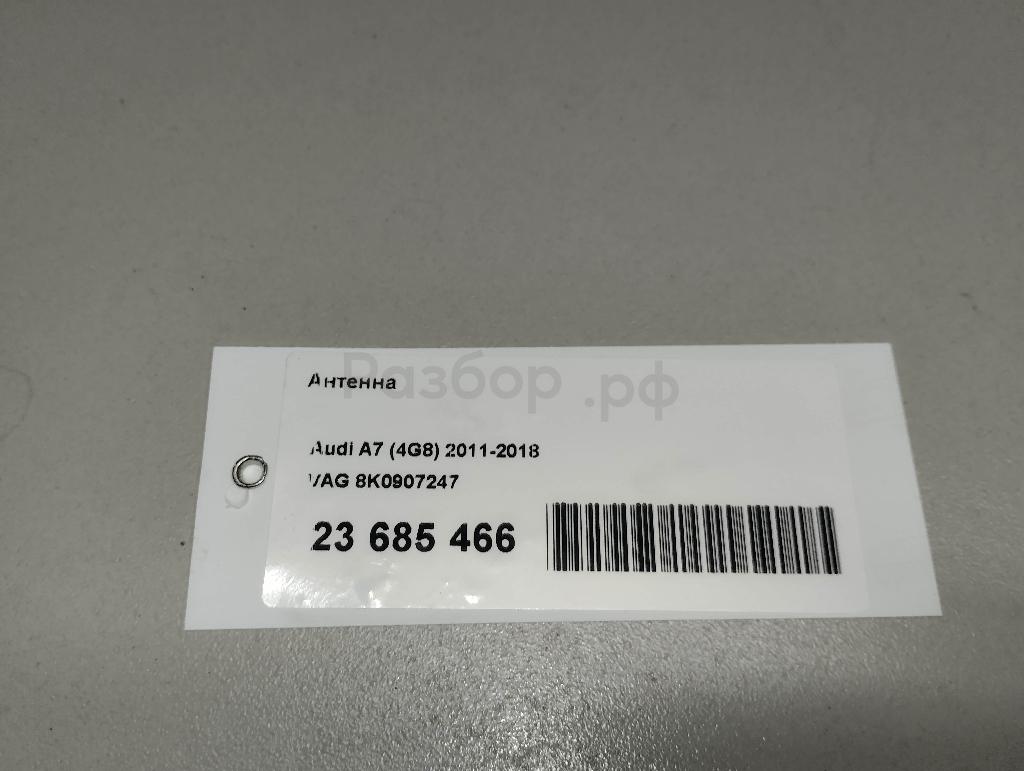 Разбор.рф
Антенна
Audi A7 (4G8) 2011-2018
VAG 8K0907247
23 685 466